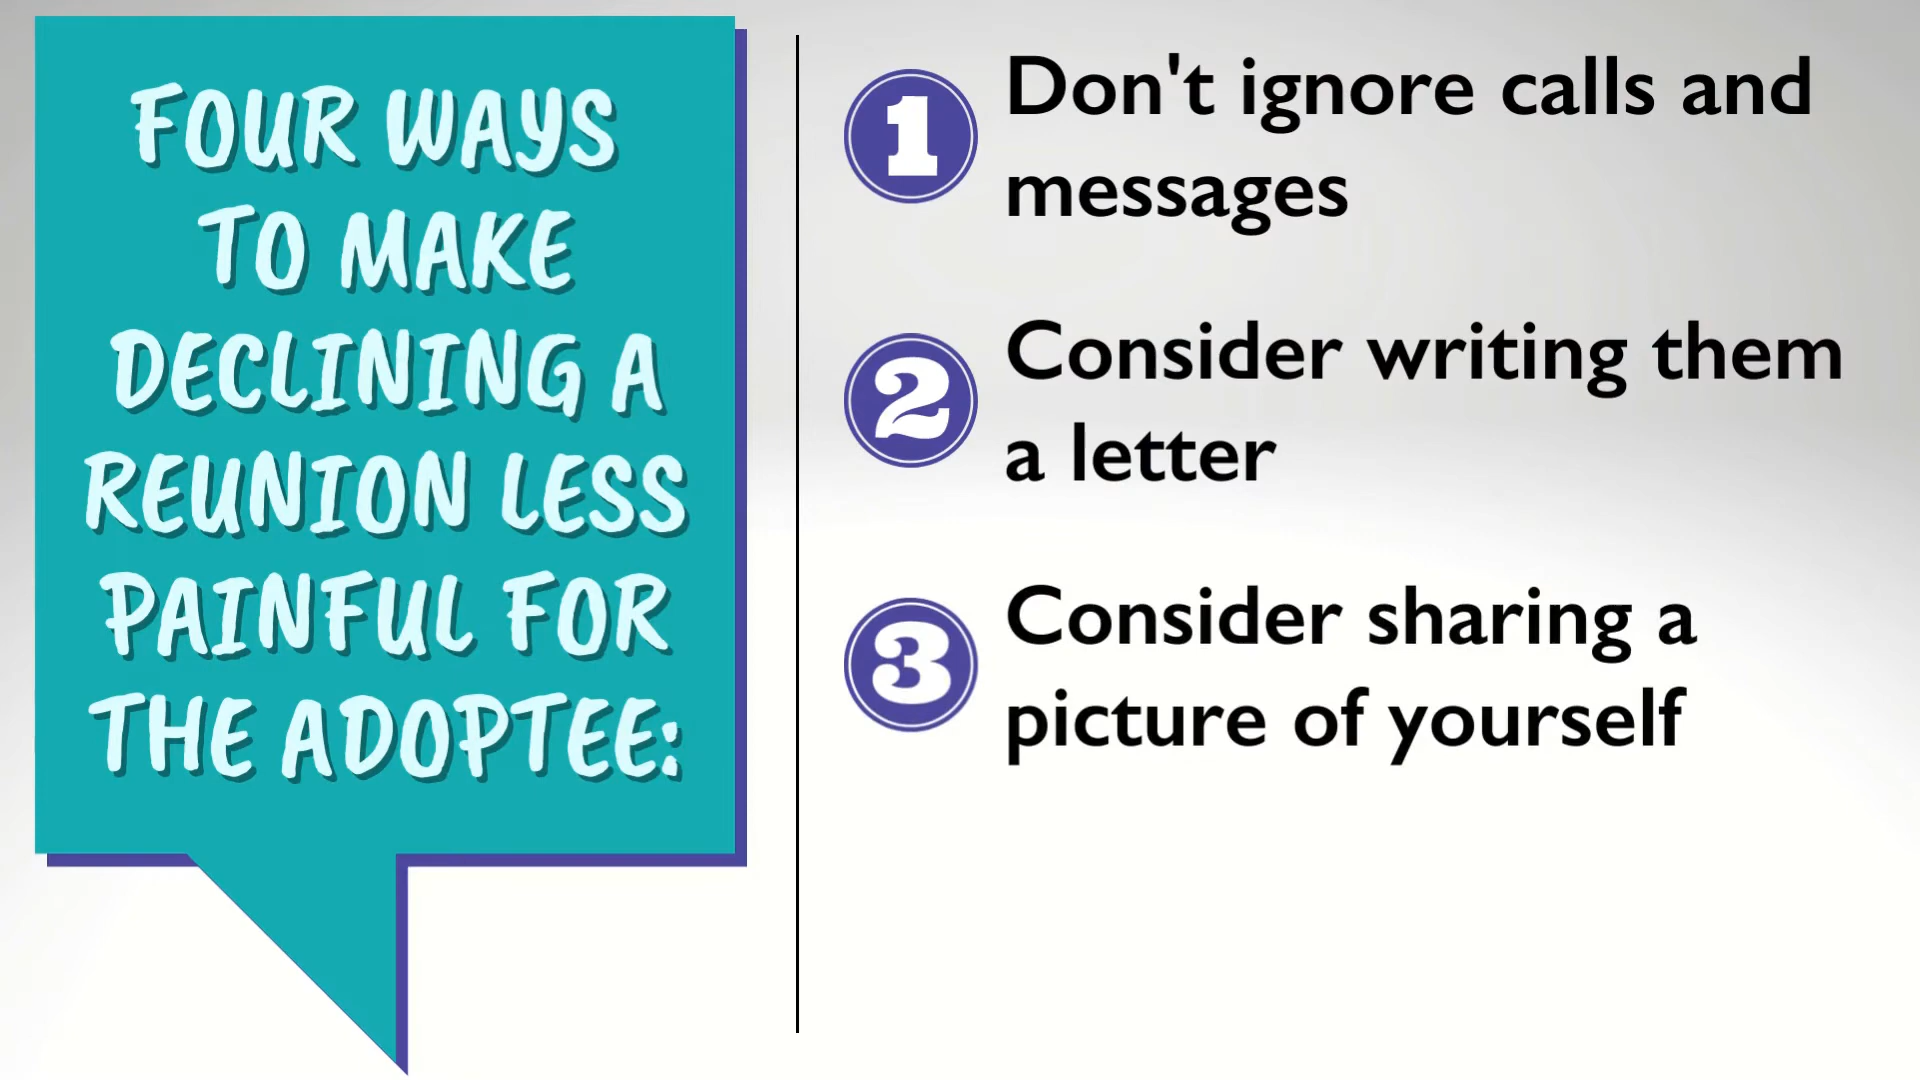 FOUR WAYS
TO MAKE
DECLINING A
REUNION LESS
PAINFUL FOR
THE ADOPTEE:
1 Don't ignore calls and
messages
2 Consider writing them
a letter
3 Consider sharing a
picture of yourself